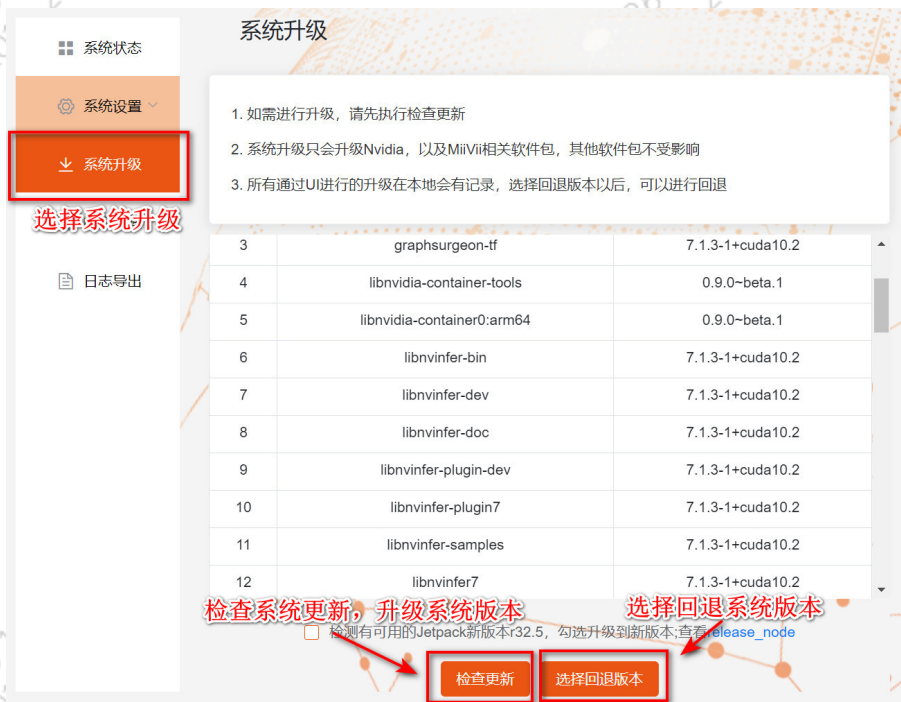 系统升级
系统状态
系统设置
系统升级
选择系统升级
日志导出
1. 如需进行升级，请先执行检查更新
2. 系统升级只会升级Nvidia，以及MiiVii相关软件包，其他软件包不受影响
3. 所有通过UI进行的升级在本地会有记录，选择回退版本以后，可以进行回退
3 graphsurgeon-tf 7.1.3-1+cuda10.2
4 libnvidia-container-tools 0.9.0~beta.1
5 libnvidia-container0:arm64 0.9.0~beta.1
6 libnvinfer-bin 7.1.3-1+cuda10.2
7 libnvinfer-dev 7.1.3-1+cuda10.2
8 libnvinfer-doc 7.1.3-1+cuda10.2
9 libnvinfer-plugin-dev 7.1.3-1+cuda10.2
10 libnvinfer-plugin7 7.1.3-1+cuda10.2
11 libnvinfer-samples 7.1.3-1+cuda10.2
12 libnvinfer7 7.1.3-1+cuda10.2
检查系统更新，升级系统版本
选择回退系统版本
检测有可用的Jetpack新版本r32.5，勾选升级到新版本;查看release_node
检查更新
选择回退版本